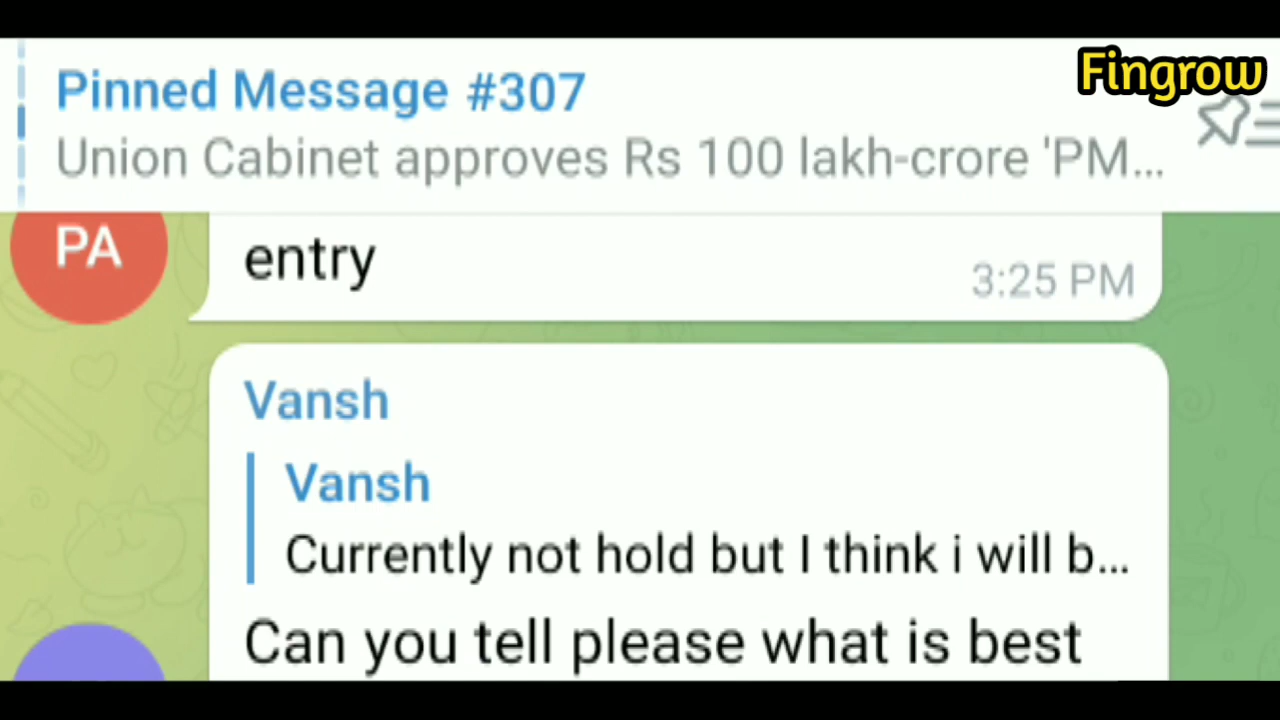 Fingrow
Pinned Message #307
Union Cabinet approves Rs 100 lakh-crore 'PM...
PA
entry
3:25 PM
Vansh
Vansh
Currently not hold but I think i will b...
Can you tell please what is best